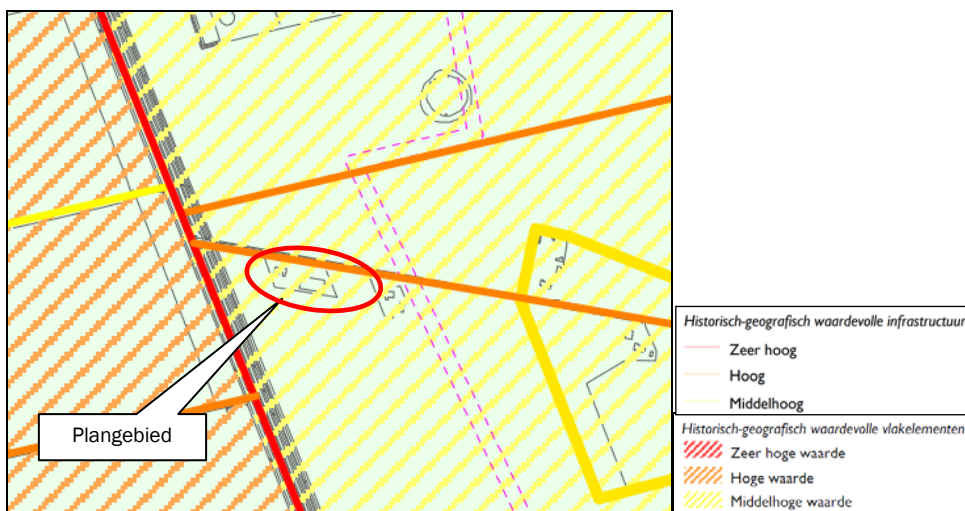 Plangebied
Historisch-geografisch waardevolle infrastructuur
Zeer hoog
Hoog
Middelhoog
Historisch-geografisch waardevolle vlakelementen
Zeer hoge waarde
Hoge waarde
Middelhoge waarde